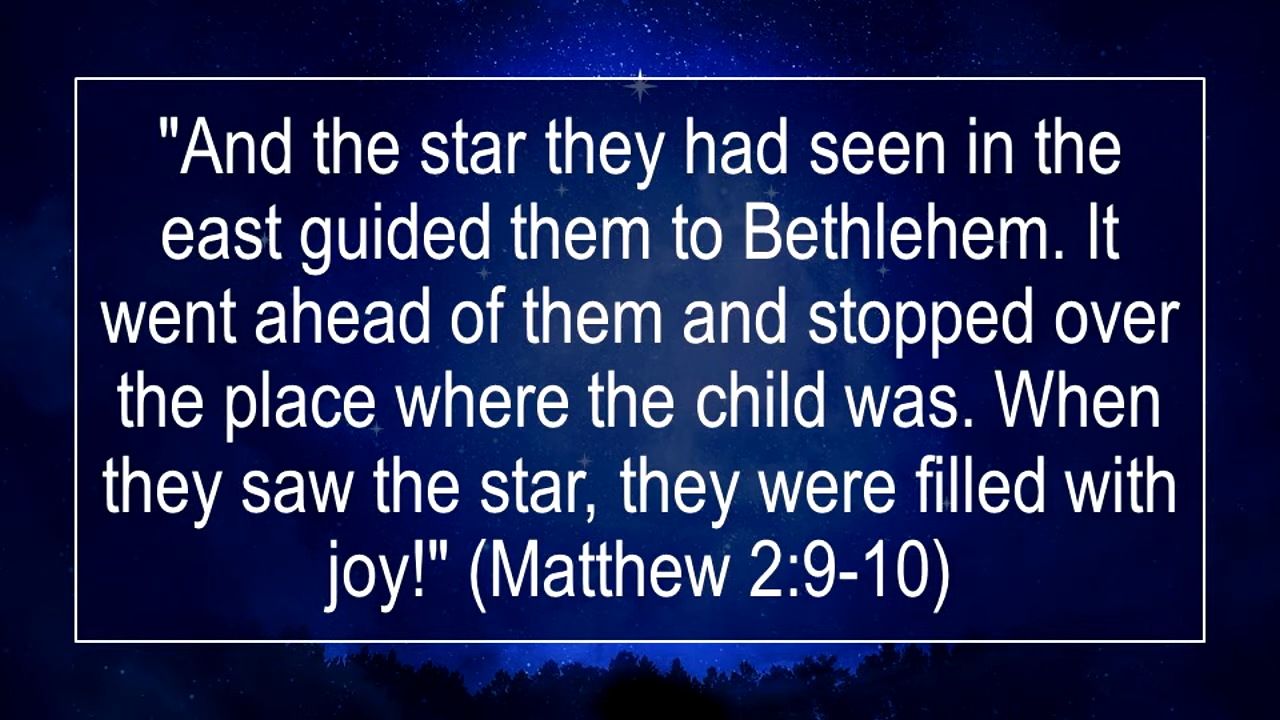 "And the star they had seen in the
east guided them to Bethlehem. It
went ahead of them and stopped over
the place where the child was. When
they saw the star, they were filled with
joy!" (Matthew 2:9-10)